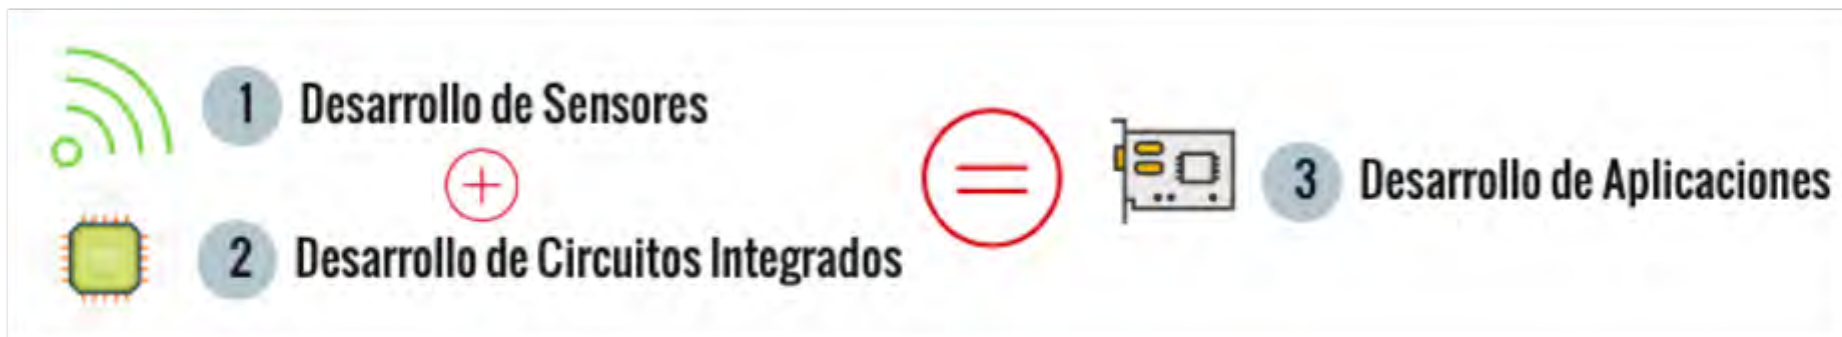 1 Desarrollo de Sensores
+
2 Desarrollo de Circuitos Integrados
=
3 Desarrollo de Aplicaciones